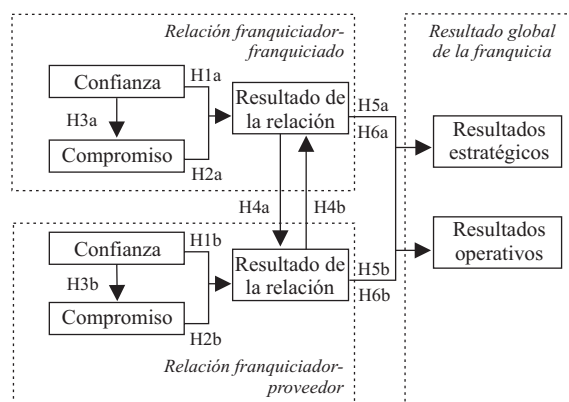 Relación franquiciador-
franquiciado
Resultado global
de la franquicia
Confianza
H1a
H3a
Compromiso
H2a
Resultado de
la relación
H5a
H6a
Resultados
estratégicos
H4a
H4b
Confianza
H1b
H3b
Compromiso
H2b
Resultado de
la relación
H5b
H6b
Resultados
operativos
Relación franquiciador-
proveedor